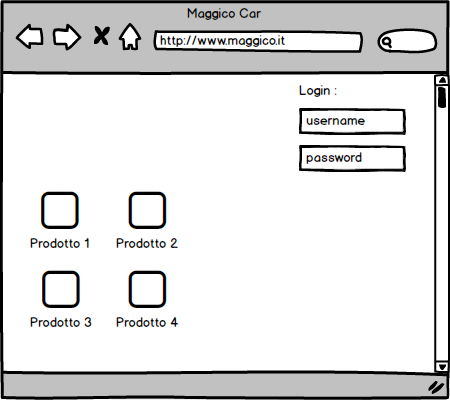 Maggico Car
http://www.maggico.it
Login :
username
password
Prodotto 1
Prodotto 2
Prodotto 3
Prodotto 4